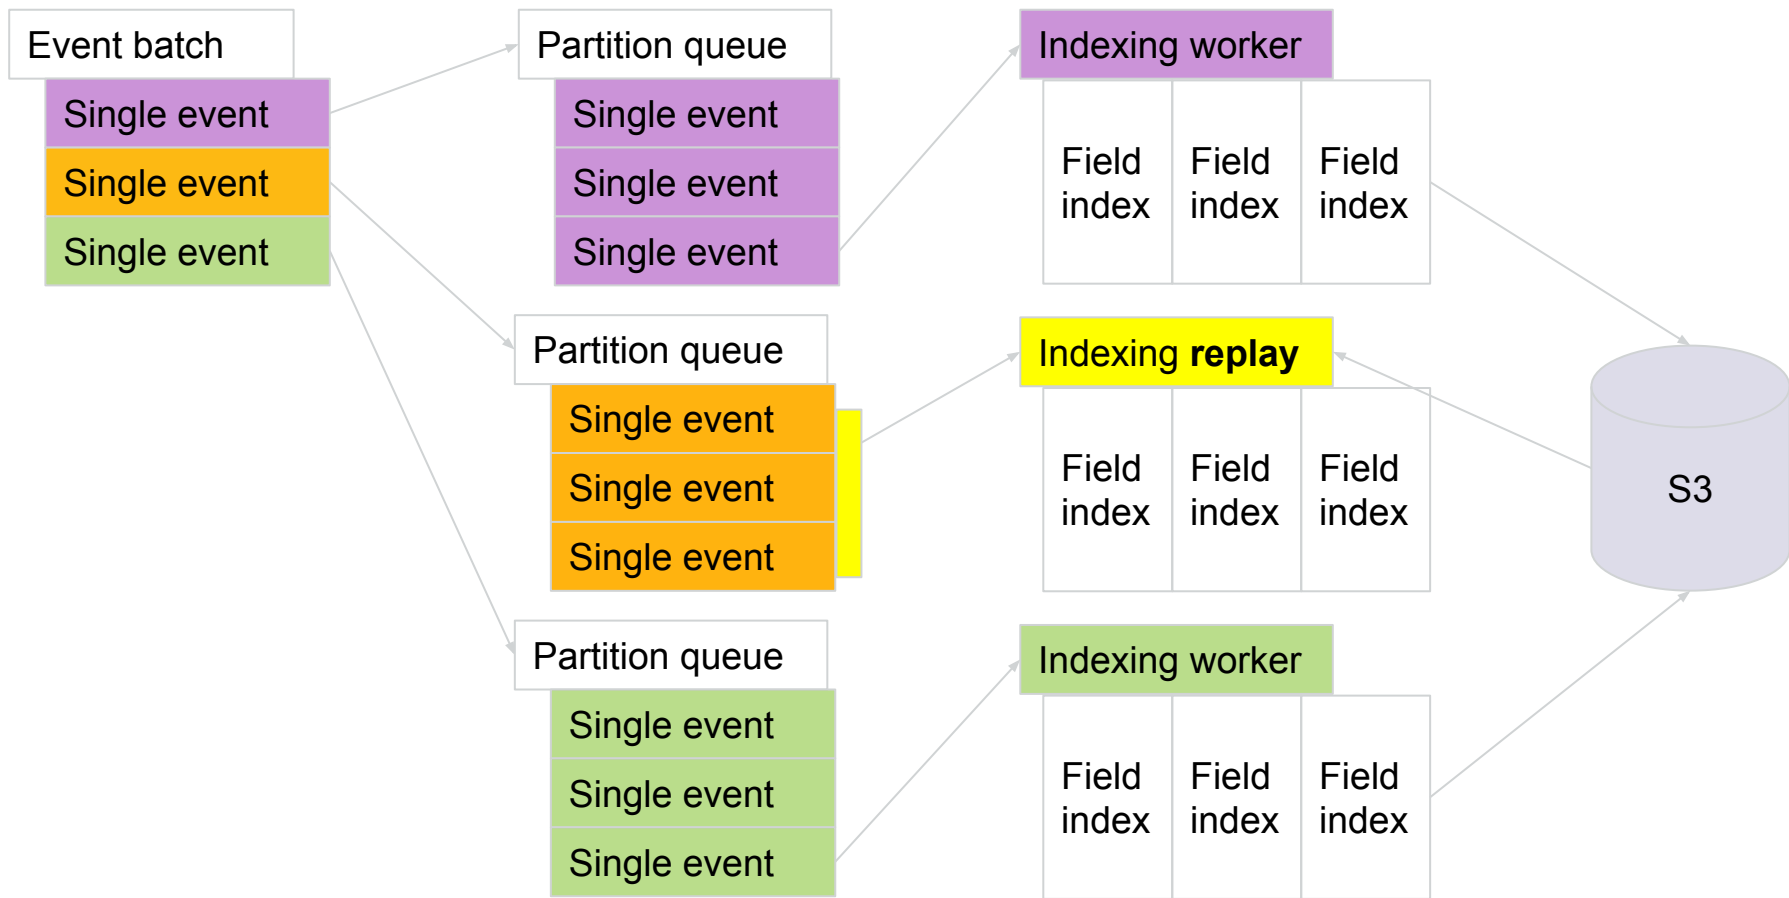 Event batch
Single event
Single event
Single event
Partition queue
Single event
Single event
Single event
Partition queue
Single event
Single event
Single event
Partition queue
Single event
Single event
Single event
Indexing worker
Field
index
Field
index
Field
index
Indexing replay
Field
index
Field
index
Field
index
Indexing worker
Field
index
Field
index
Field
index
S3